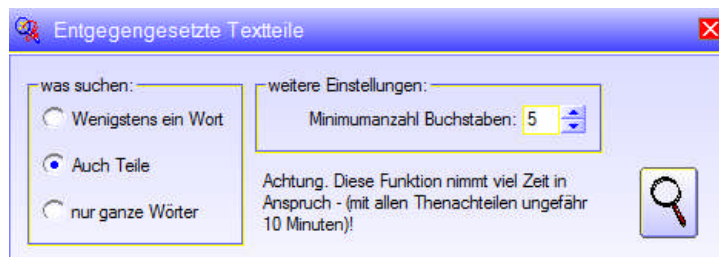 Entgegengesetzte Textteile
was suchen:
Wenigstens ein Wort
Auch Teile
nur ganze Wörter
weitere Einstellungen:
Minimumanzahl Buchstaben: 5
Achtung. Diese Funktion nimmt viel Zeit in
Anspruch - (mit allen Thenachteilen ungefähr
10 Minuten)!